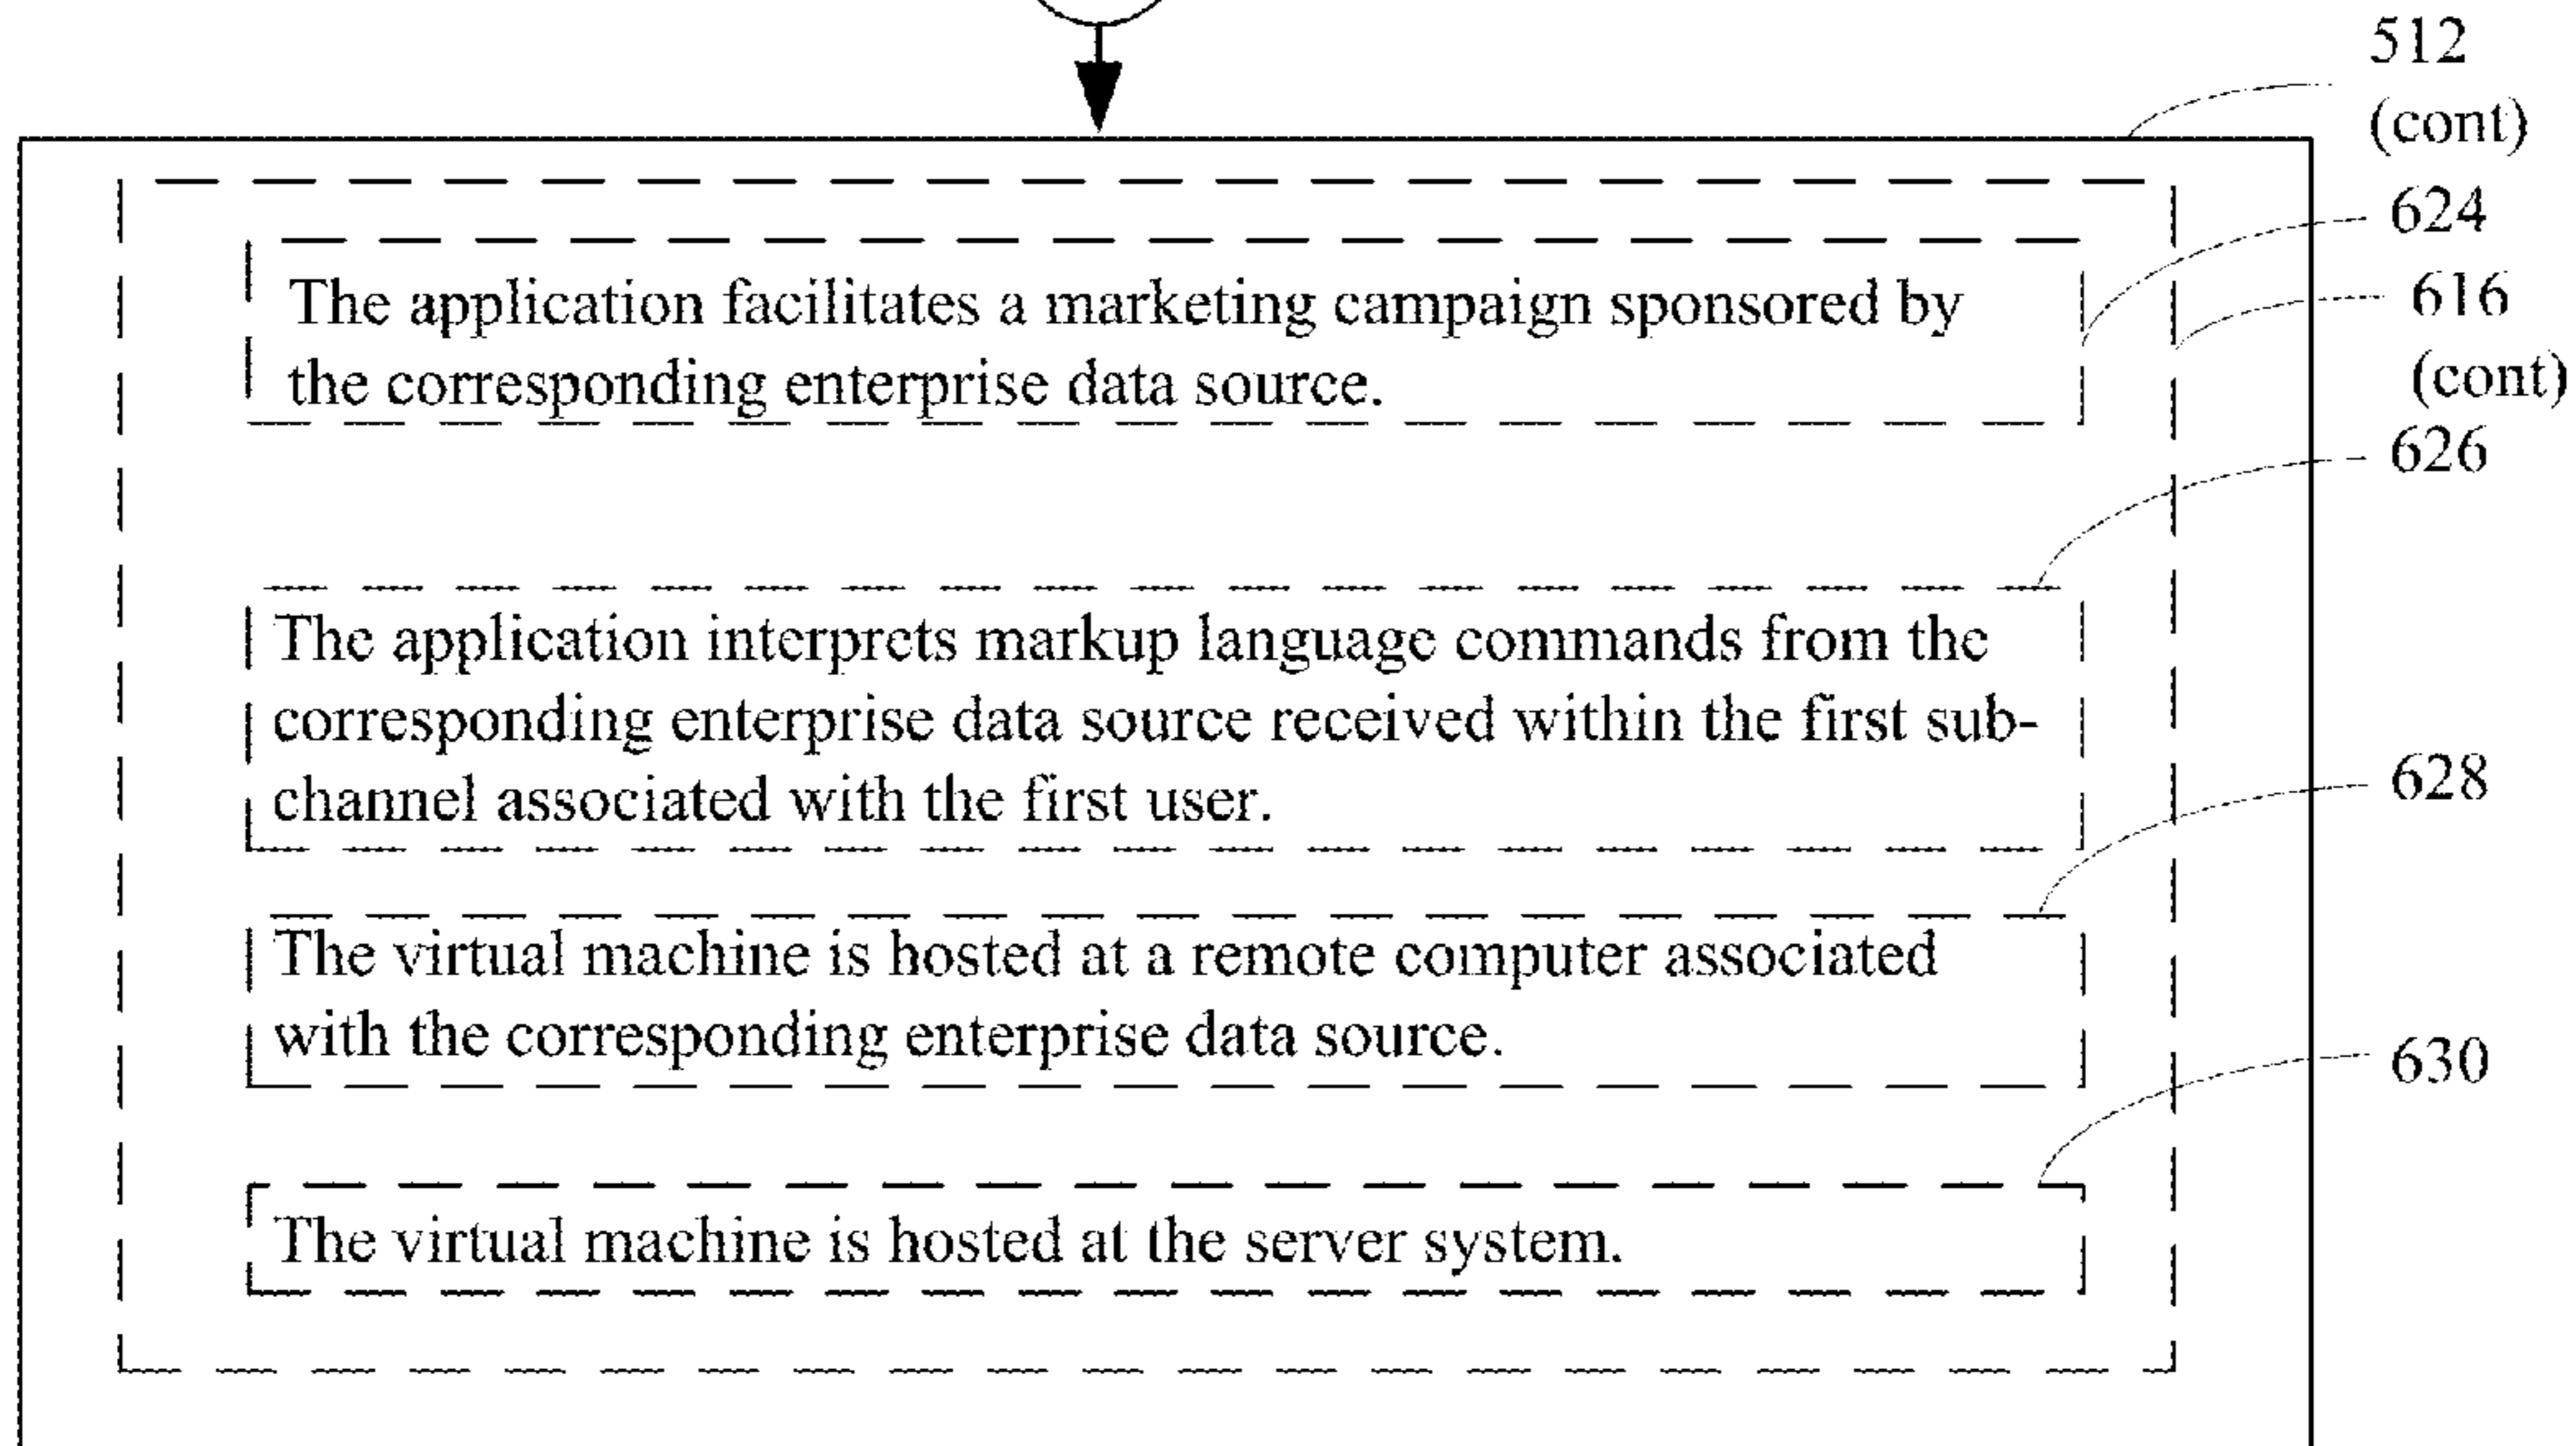 512
(cont)
624
The application facilitates a marketing campaign sponsored by
616
the corresponding enterprise data source.
(cont)
626
The application interprets markup language commands from the
corresponding enterprise data source received within the first sub-
628
channel associated with the first user.
The virtual machine is hosted at a remote computer associated
with the corresponding enterprise data source.
630
The virtual machine is hosted at the server system.